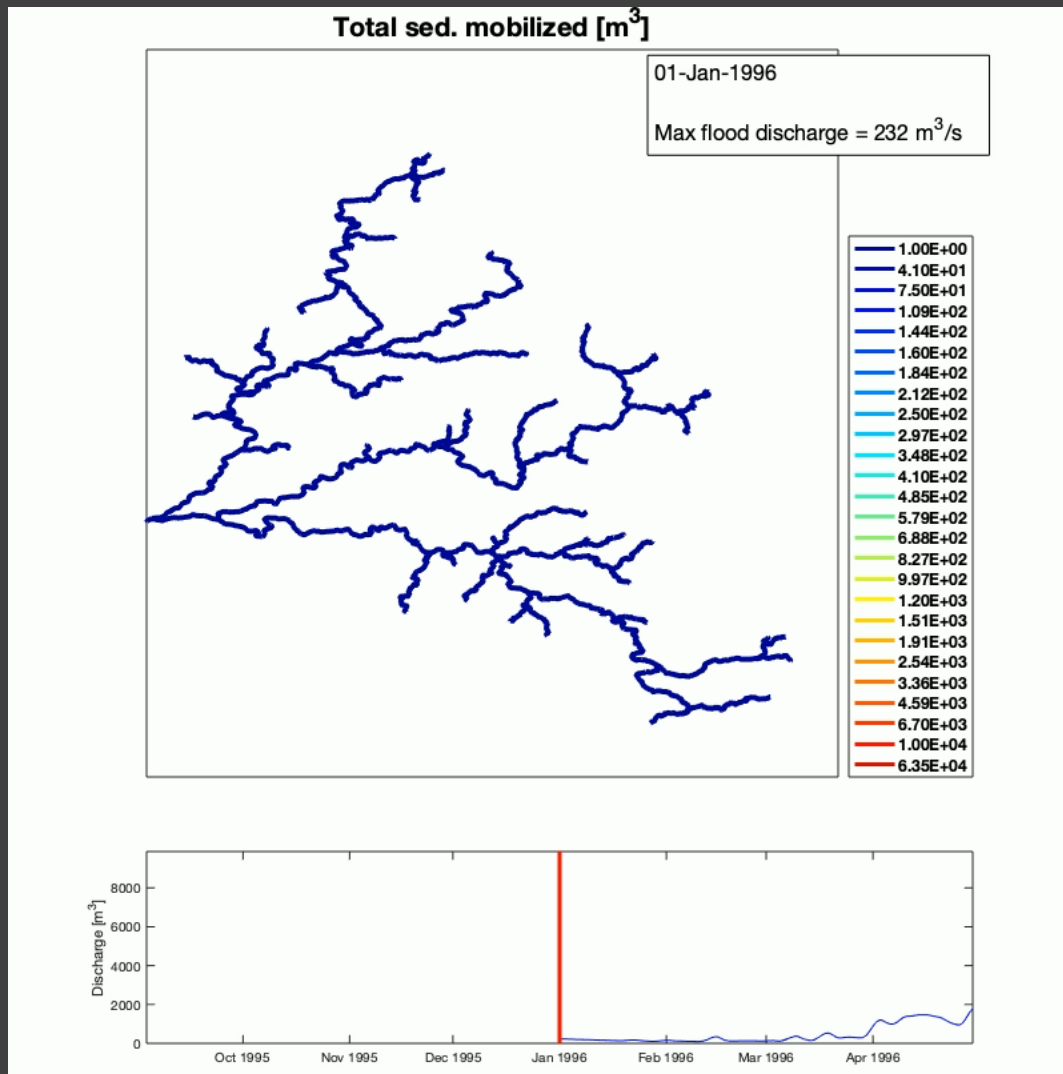 Total sed. mobilized [m³]
01-Jan-1996
Max flood discharge = 232 m³/s
1.00E+00
4.10E+01
7.50E+01
1.09E+02
1.44E+02
1.60E+02
1.84E+02
2.12E+02
2.50E+02
2.97E+02
3.48E+02
4.10E+02
4.85E+02
5.79E+02
6.88E+02
8.27E+02
9.97E+02
1.20E+03
1.51E+03
1.91E+03
2.54E+03
3.36E+03
4.59E+03
6.70E+03
1.00E+04
6.35E+04
Discharge [m³]
8000
6000
4000
2000
0
Oct 1995 Nov 1995 Dec 1995 Jan 1996 Feb 1996 Mar 1996 Apr 1996